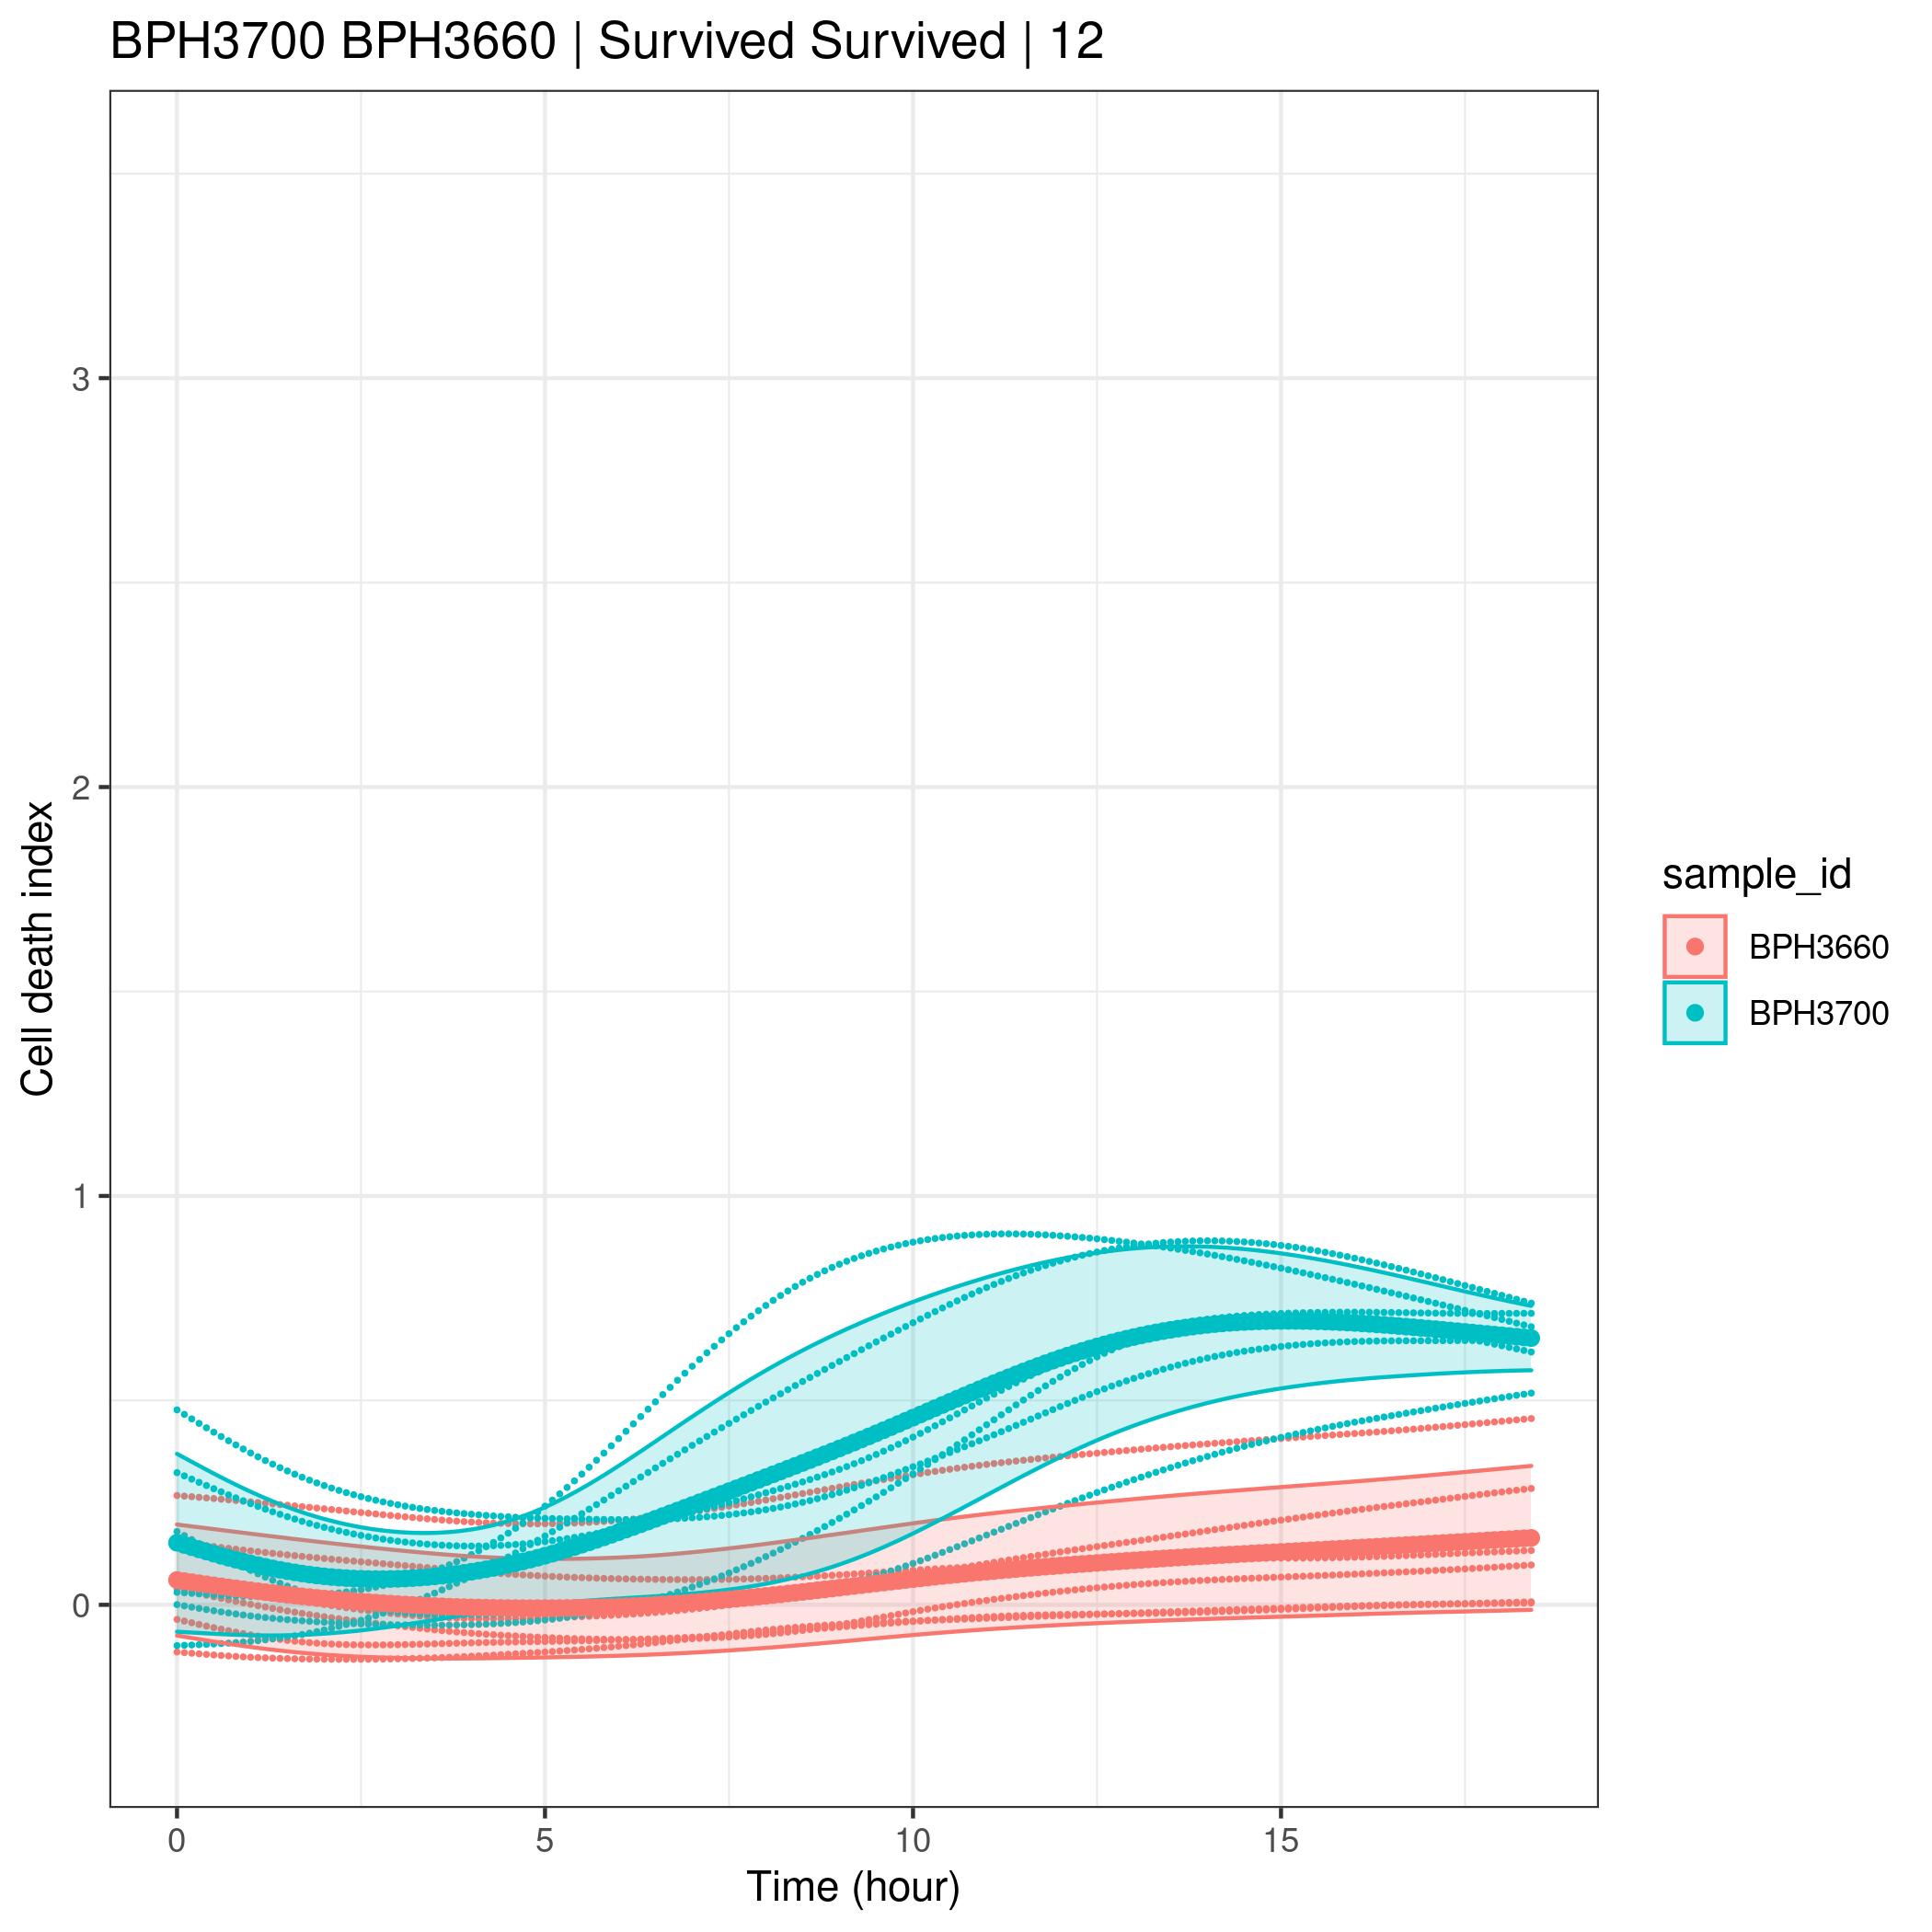 BPH3700 BPH3660 | Survived Survived | 12
3
2
1
0
0 5 10 15
Time (hour)
Cell death index
sample_id
BPH3660
BPH3700